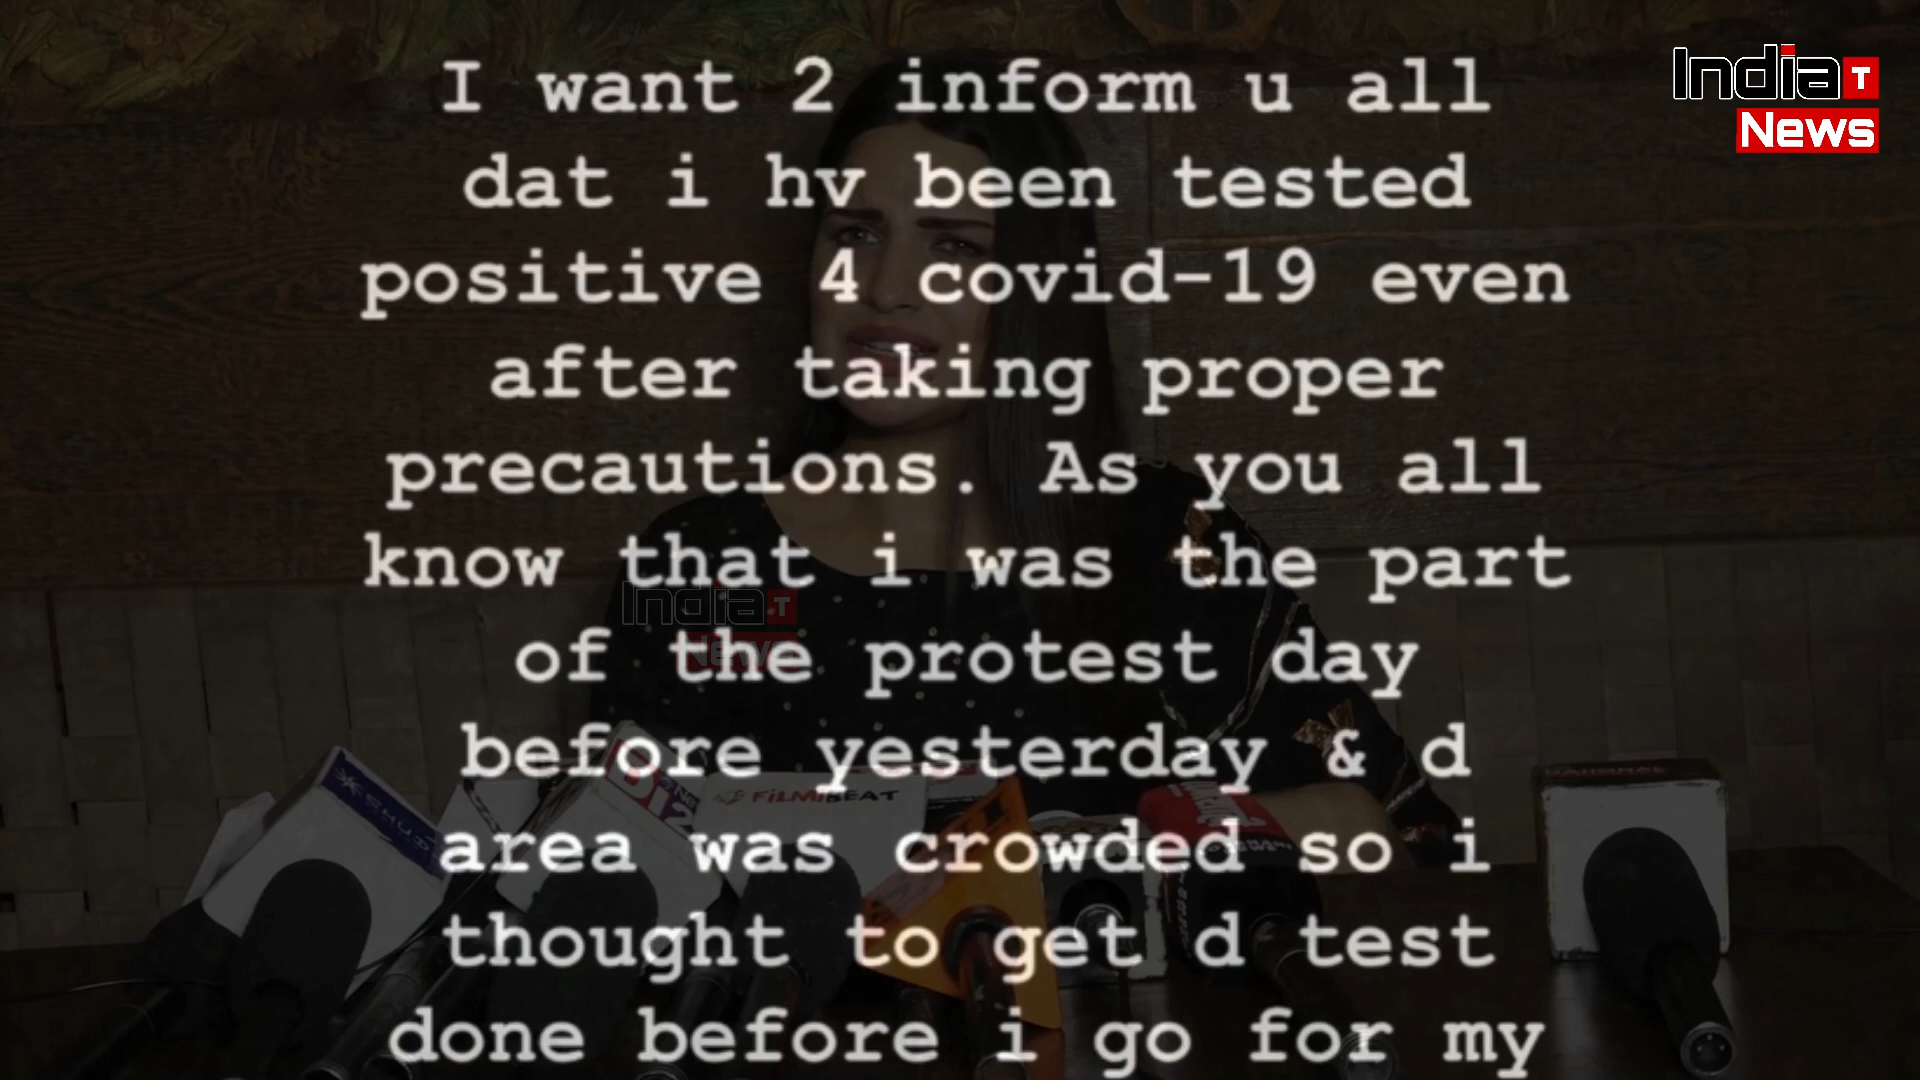 India T
News
I want 2 inform u all
dat i hv been tested
positive 4 covid-19 even
after taking proper
precautions. As you all
know that i was the part
India T
News
of the protest day
before yesterday & d
FiLMiBEAT
area was crowded so i
thought to get d test
done before i go for my